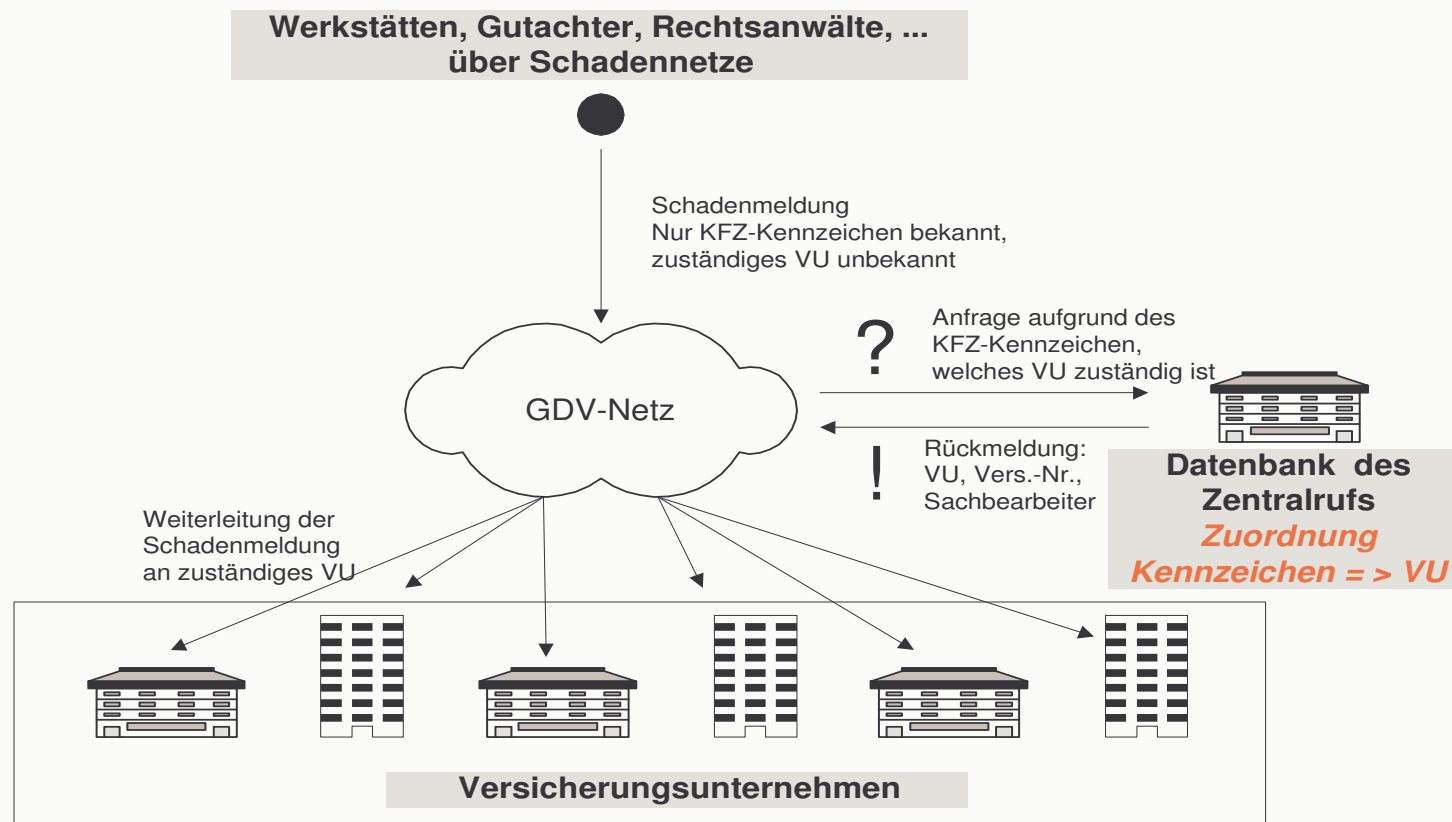 Werkstätten, Gutachter, Rechtsanwälte, ...
über Schadennetze
Schadenmeldung
Nur KFZ-Kennzeichen bekannt,
zuständiges VU unbekannt
?
Anfrage aufgrund des
KFZ-Kennzeichen,
welches VU zuständig ist
GDV-Netz
!
Rückmeldung:
VU, Vers.-Nr.,
Sachbearbeiter
Datenbank des
Zentralrufs
Zuordnung
Kennzeichen = > VU
Weiterleitung der
Schadenmeldung
an zuständiges VU
Versicherungsunternehmen